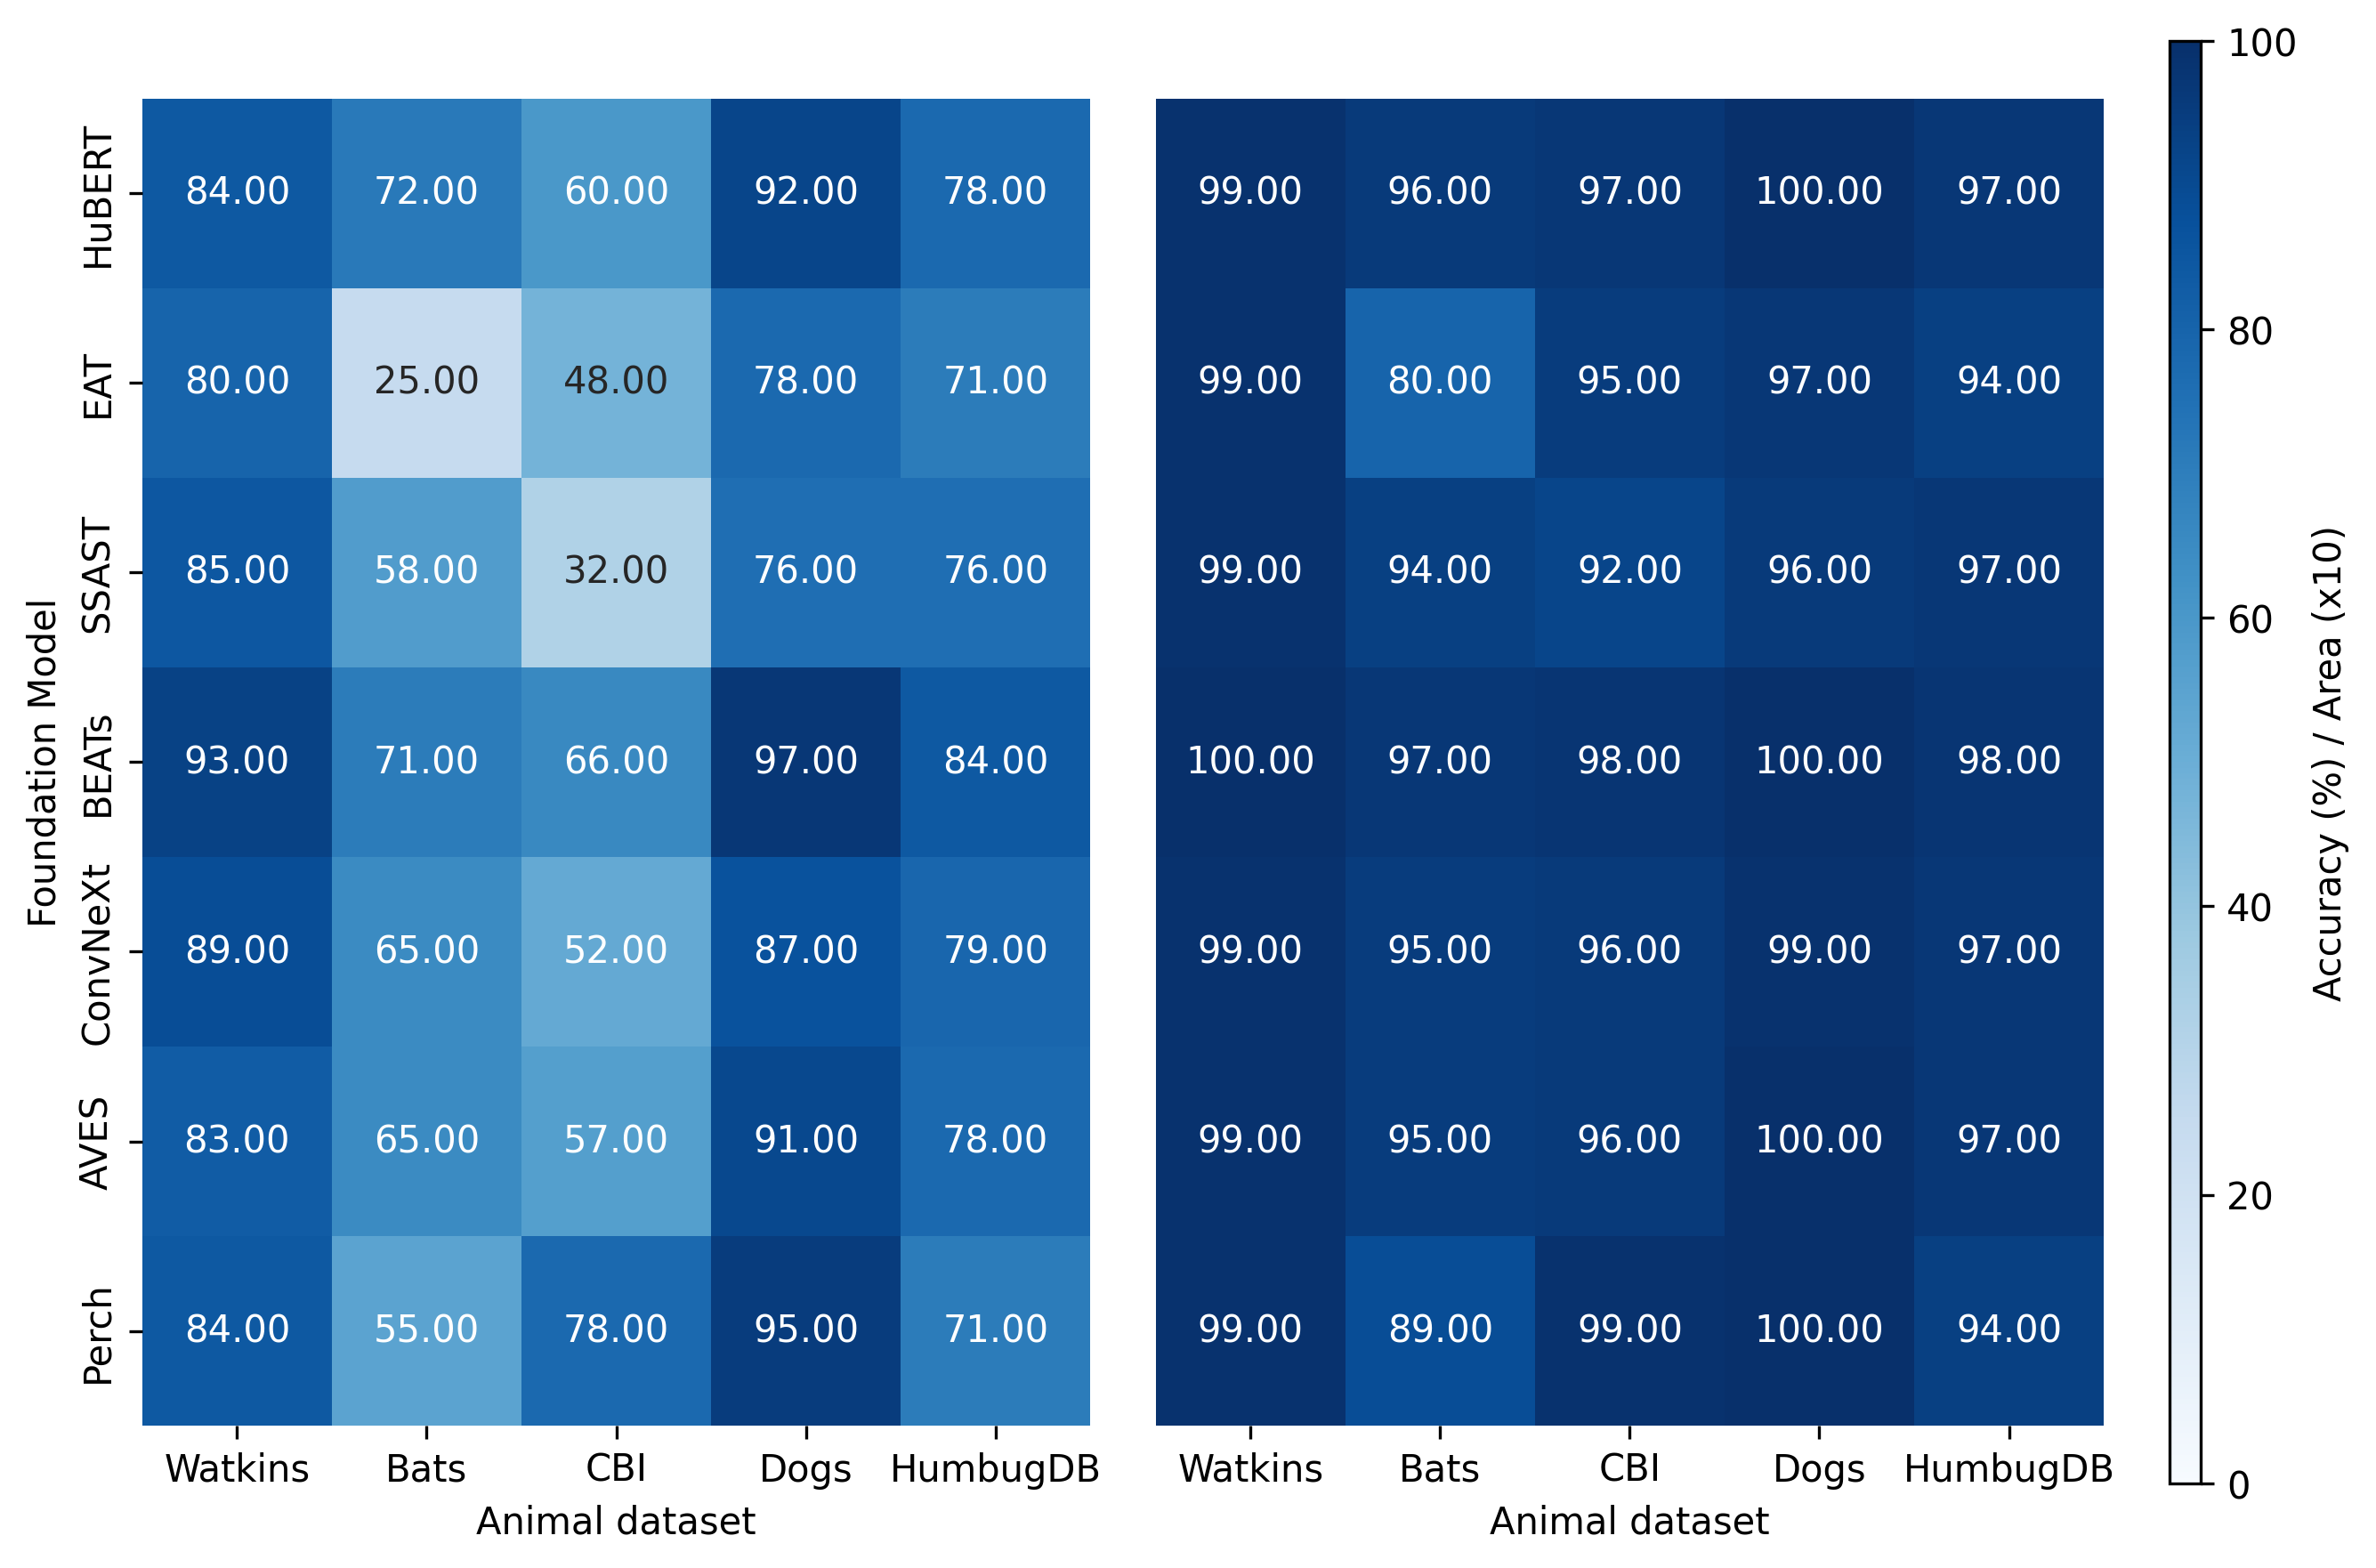 Foundation Model
HuBERT 84.00 72.00 60.00 92.00 78.00
EAT 80.00 25.00 48.00 78.00 71.00
SSAST 85.00 58.00 32.00 76.00 76.00
BEATs 93.00 71.00 66.00 97.00 84.00
ConvNeXt 89.00 65.00 52.00 87.00 79.00
AVES 83.00 65.00 57.00 91.00 78.00
Perch 84.00 55.00 78.00 95.00 71.00
Watkins Bats CBI Dogs HumbugDB
Animal dataset
99.00 96.00 97.00 100.00 97.00
99.00 80.00 95.00 97.00 94.00
99.00 94.00 92.00 96.00 97.00
100.00 97.00 98.00 100.00 98.00
99.00 95.00 96.00 99.00 97.00
99.00 95.00 96.00 100.00 97.00
99.00 89.00 99.00 100.00 94.00
Watkins Bats CBI Dogs HumbugDB
Animal dataset
100
80
60
40
20
0
Accuracy (%) / Area (x10)